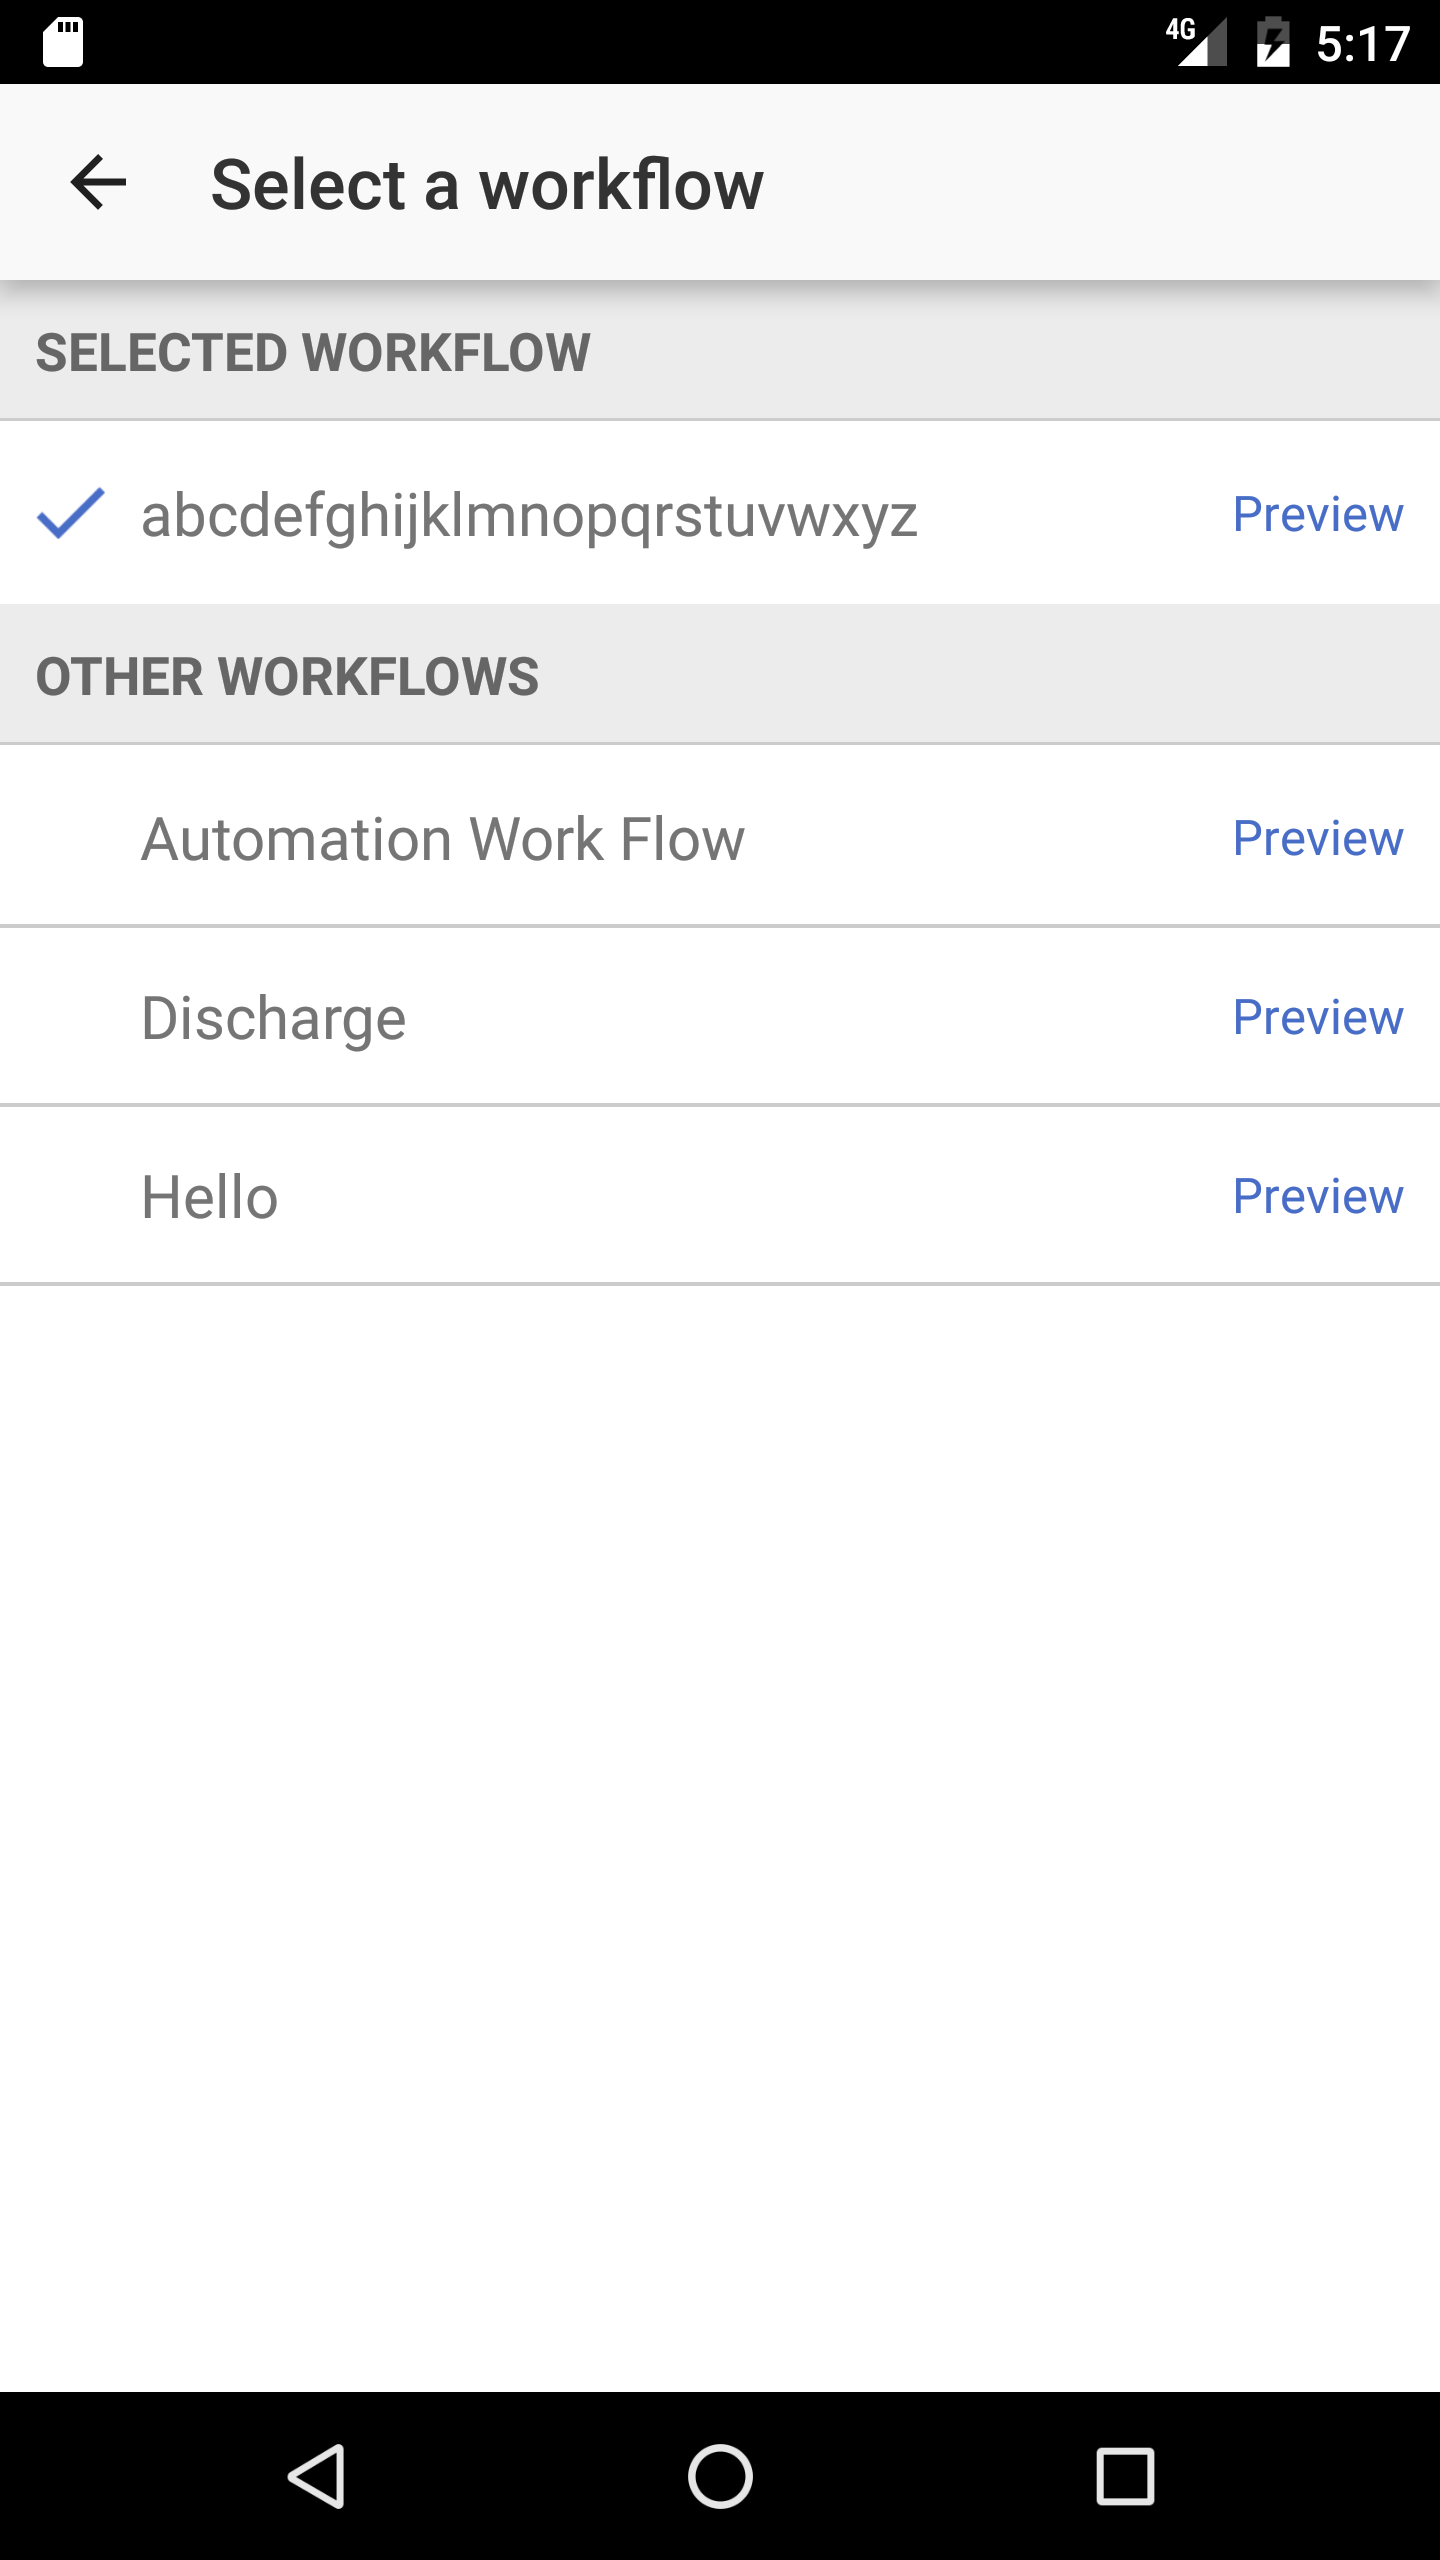 4G 5:17
Select a workflow
SELECTED WORKFLOW
abcdefghijklmnopqrstuvwxyz Preview
OTHER WORKFLOWS
Automation Work Flow Preview
Discharge Preview
Hello Preview